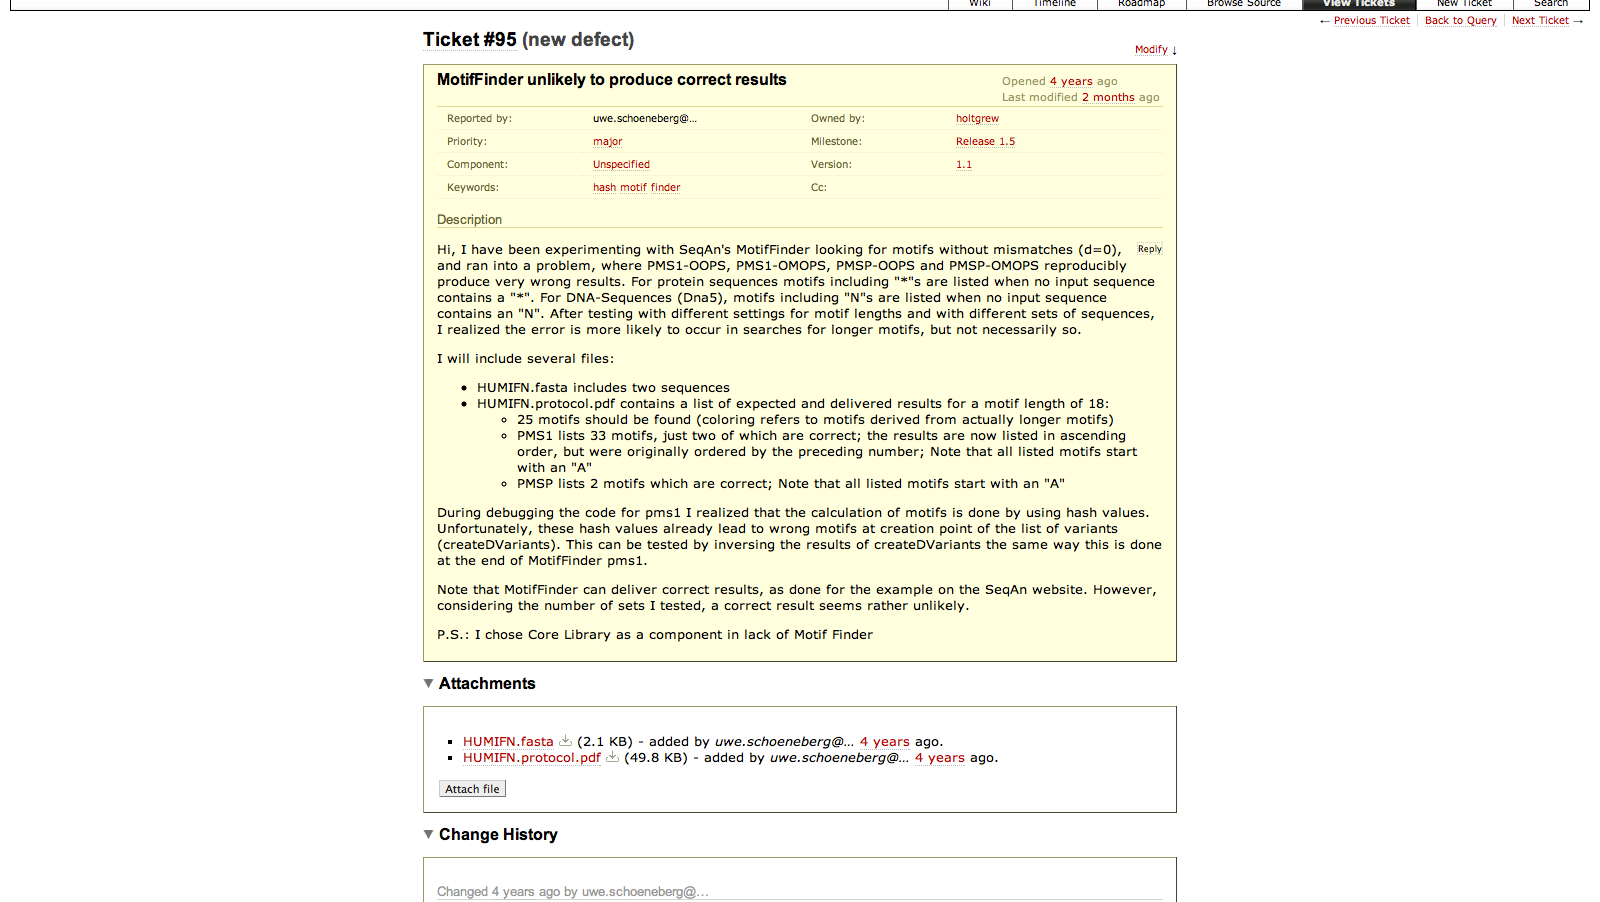 Wiki Timeline Roadmap Browse Source View Tickets New Ticket Search
← Previous Ticket Back to Query Next Ticket →
Ticket #95 (new defect)
Modify ↓
MotifFinder unlikely to produce correct results
Opened 4 years ago
Last modified 2 months ago
Reported by: uwe.schoeneberg@… Owned by: holtgrew
Priority: major Milestone: Release 1.5
Component: Unspecified Version: 1.1
Keywords: hash motif finder Cc:
Description
Reply
Hi, I have been experimenting with SeqAn's MotifFinder looking for motifs without mismatches (d=0),
and ran into a problem, where PMS1-OOPS, PMS1-OMOPS, PMSP-OOPS and PMSP-OMOPS reproducibly
produce very wrong results. For protein sequences motifs including "*"s are listed when no input sequence
contains a "*". For DNA-Sequences (Dna5), motifs including "N"s are listed when no input sequence
contains an "N". After testing with different settings for motif lengths and with different sets of sequences,
I realized the error is more likely to occur in searches for longer motifs, but not necessarily so.
I will include several files:
• HUMIFN.fasta includes two sequences
• HUMIFN.protocol.pdf contains a list of expected and delivered results for a motif length of 18:
◦ 25 motifs should be found (coloring refers to motifs derived from actually longer motifs)
◦ PMS1 lists 33 motifs, just two of which are correct; the results are now listed in ascending
order, but were originally ordered by the preceding number; Note that all listed motifs start
with an "A"
◦ PMSP lists 2 motifs which are correct; Note that all listed motifs start with an "A"
During debugging the code for pms1 I realized that the calculation of motifs is done by using hash values.
Unfortunately, these hash values already lead to wrong motifs at creation point of the list of variants
(createDVariants). This can be tested by inversing the results of createDVariants the same way this is done
at the end of MotifFinder pms1.
Note that MotifFinder can deliver correct results, as done for the example on the SeqAn website. However,
considering the number of sets I tested, a correct result seems rather unlikely.
P.S.: I chose Core Library as a component in lack of Motif Finder
▼ Attachments
▪ HUMIFN.fasta (2.1 KB) - added by uwe.schoeneberg@… 4 years ago.
▪ HUMIFN.protocol.pdf (49.8 KB) - added by uwe.schoeneberg@… 4 years ago.
Attach file
▼ Change History
Changed 4 years ago by uwe.schoeneberg@…